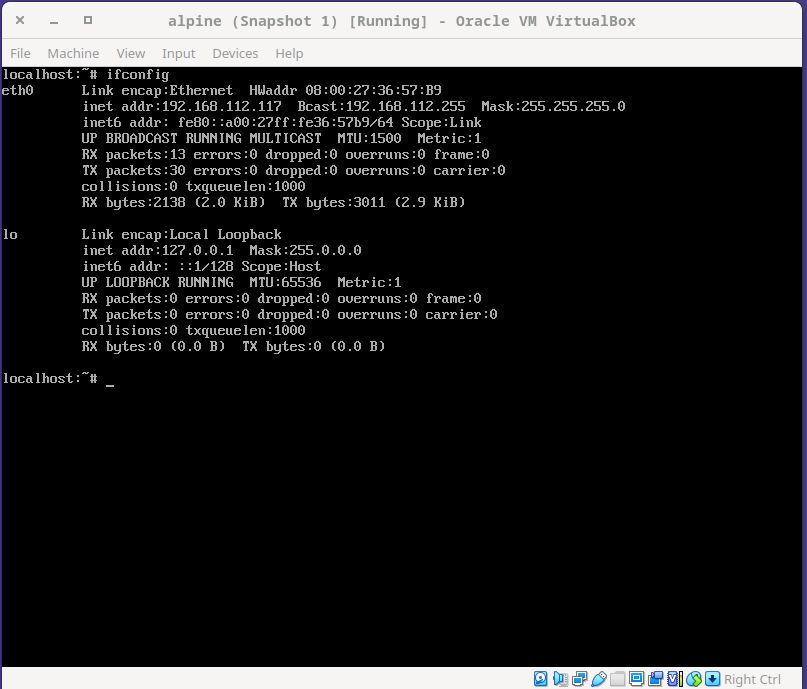 alpine (Snapshot 1) [Running] - Oracle VM VirtualBox
File Machine View Input Devices Help
localhost:~# ifconfig
eth0      Link encap:Ethernet  HWaddr 08:00:27:36:57:B9
          inet addr:192.168.112.117  Bcast:192.168.112.255  Mask:255.255.255.0
          inet6 addr: fe80::a00:27ff:fe36:57b9/64 Scope:Link
          UP BROADCAST RUNNING MULTICAST  MTU:1500  Metric:1
          RX packets:13 errors:0 dropped:0 overruns:0 frame:0
          TX packets:30 errors:0 dropped:0 overruns:0 carrier:0
          collisions:0 txqueuelen:1000
          RX bytes:2138 (2.0 KiB)  TX bytes:3011 (2.9 KiB)
lo        Link encap:Local Loopback
          inet addr:127.0.0.1  Mask:255.0.0.0
          inet6 addr: ::1/128 Scope:Host
          UP LOOPBACK RUNNING  MTU:65536  Metric:1
          RX packets:0 errors:0 dropped:0 overruns:0 frame:0
          TX packets:0 errors:0 dropped:0 overruns:0 carrier:0
          collisions:0 txqueuelen:1000
          RX bytes:0 (0.0 B)  TX bytes:0 (0.0 B)
localhost:~# _
Right Ctrl